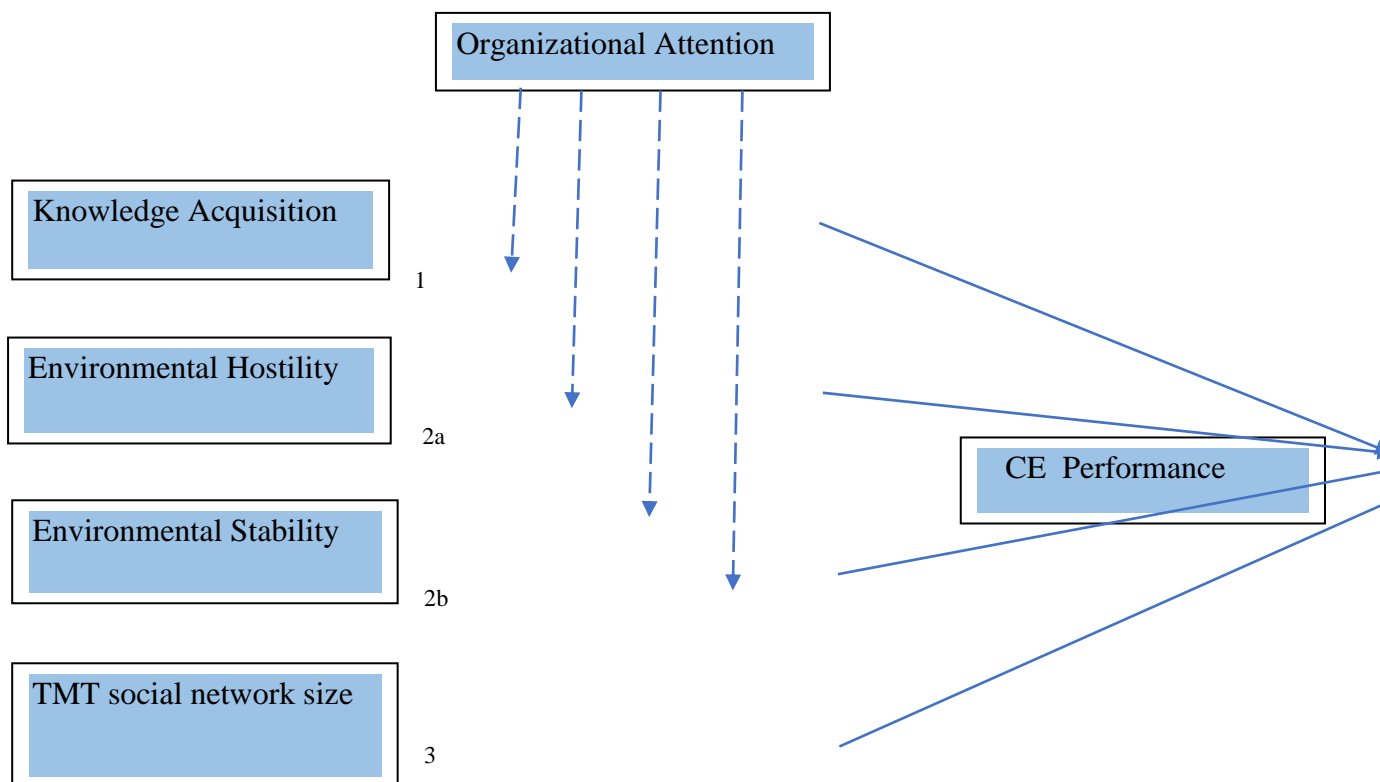 Organizational Attention
Knowledge Acquisition
1
Environmental Hostility
2a
CE  Performance
Environmental Stability
2b
TMT social network size
3